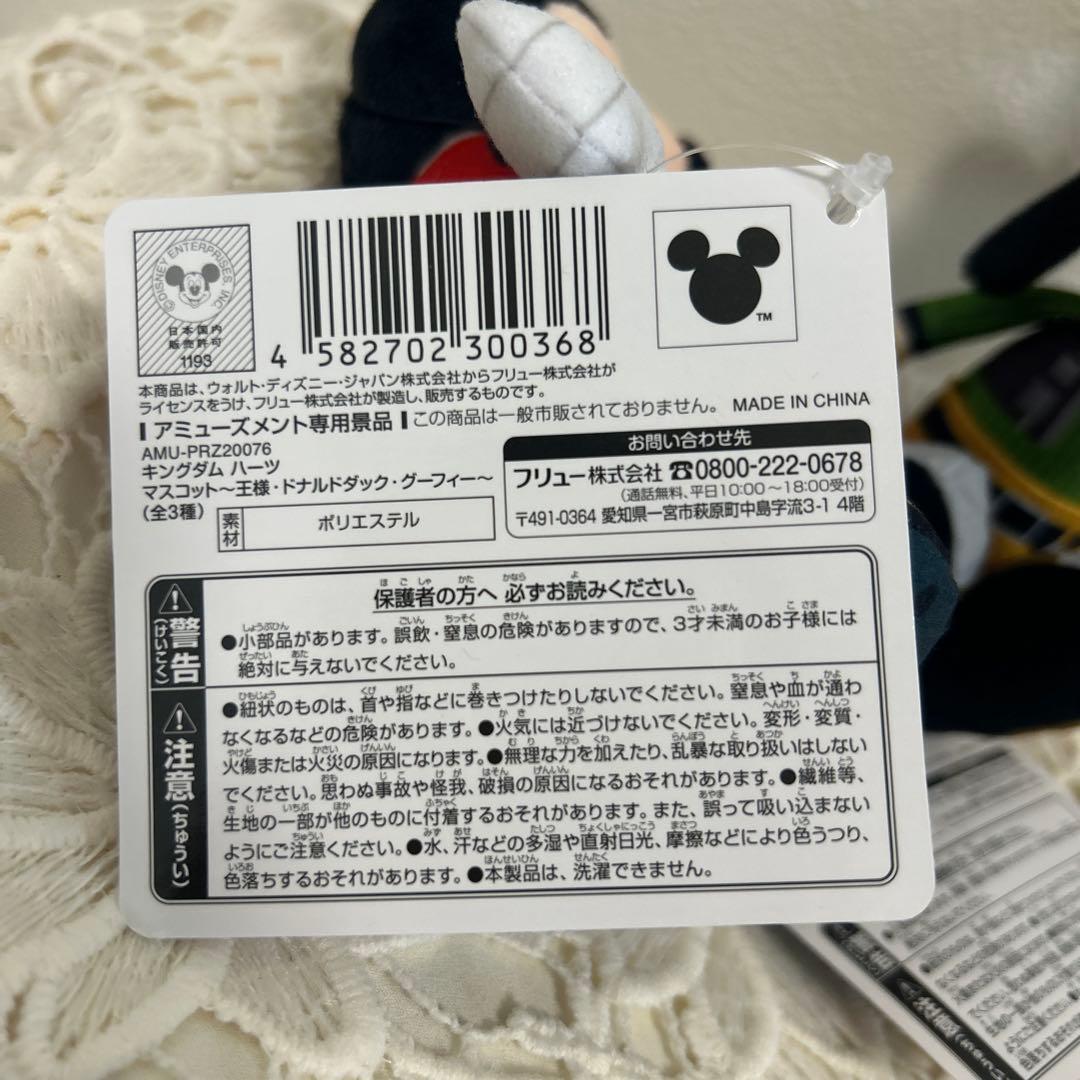 ©DISNEY ENTERPRISES, INC.
日本国内
販売許可
1193
4 582702 300368
TM
本商品は、ウォルト・ディズニー・ジャパン株式会社からフリュー株式会社が
ライセンスをうけ、フリュー株式会社が製造し、販売するものです。
アミューズメント専用景品 この商品は一般市販されておりません。 MADE IN CHINA
AMU-PRZ20076
キングダム ハーツ
マスコット〜王様・ドナルドダック・グーフィー〜
(全3種)
素材 ポリエステル
お問い合わせ先
フリュー株式会社 ☎0800-222-0678
(通話無料、平日10:00〜18:00受付)
〒491-0364 愛知県一宮市萩原町中島字流3-1 4階
⚠警告(けいこく)
保護者の方へ 必ずお読みください。
●小部品があります。誤飲・窒息の危険がありますので、3才未満のお子様には
絶対に与えないでください。
⚠注意(ちゅうい)
●紐状のものは、首や指などに巻きつけたりしないでください。窒息や血が通わ
なくなるなどの危険があります。●火気には近づけないでください。変形・変質・
火傷または火災の原因になります。●無理な力を加えたり、乱暴な取り扱いはしない
でください。思わぬ事故や怪我、破損の原因になるおそれがあります。●繊維等、
生地の一部が他のものに付着するおそれがあります。また、誤って吸い込まない
ようにご注意ください。●水、汗などの多湿や直射日光、摩擦などにより色うつり、
色落ちするおそれがあります。●本製品は、洗濯できません。